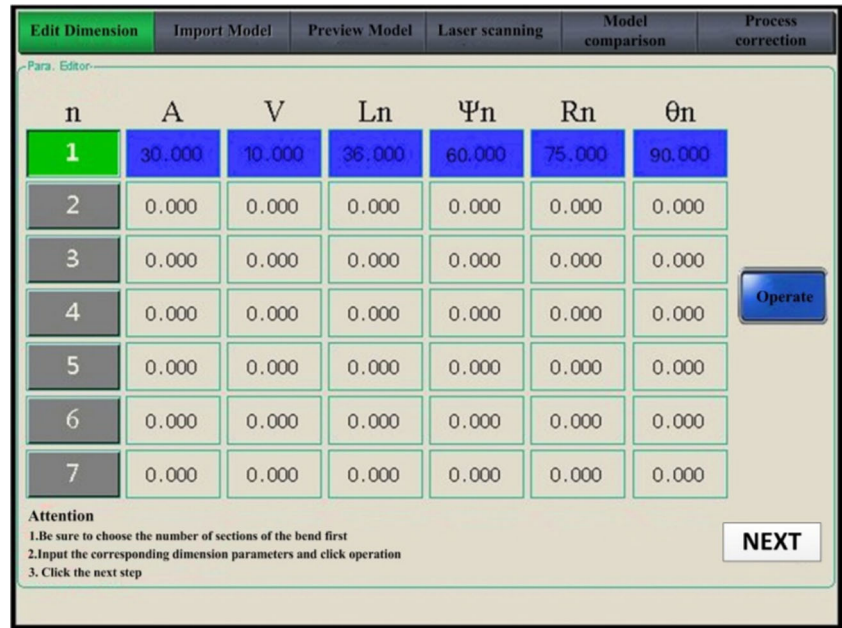 Edit Dimension Import Model Preview Model Laser scanning Model comparison Process correction
Para. Editor
n A V Ln Ψn Rn θn
1 30.000 10.000 36.000 60.000 75.000 90.000
2 0.000 0.000 0.000 0.000 0.000 0.000
3 0.000 0.000 0.000 0.000 0.000 0.000
4 0.000 0.000 0.000 0.000 0.000 0.000
Operate
5 0.000 0.000 0.000 0.000 0.000 0.000
6 0.000 0.000 0.000 0.000 0.000 0.000
7 0.000 0.000 0.000 0.000 0.000 0.000
Attention
1.Be sure to choose the number of sections of the bend first
2.Input the corresponding dimension parameters and click operation
3. Click the next step
NEXT